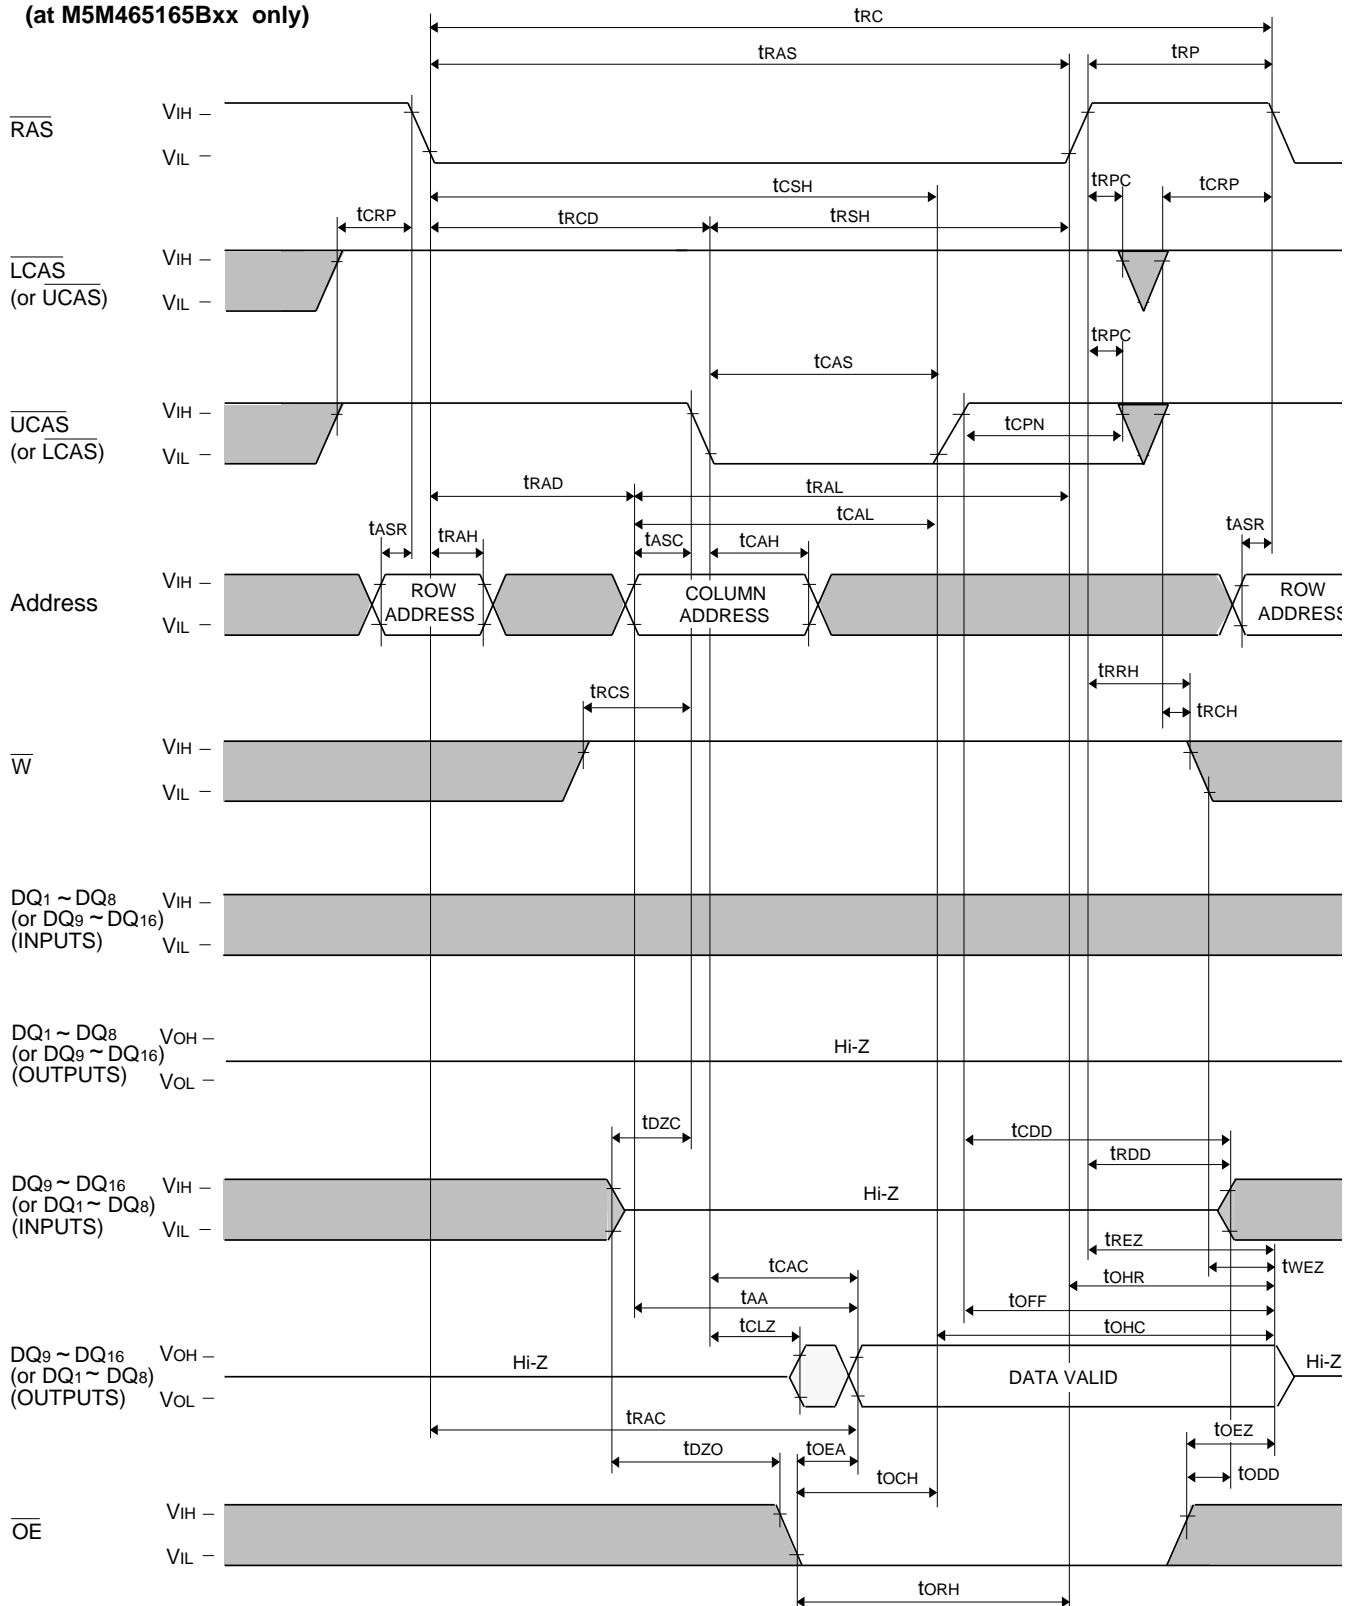 (at M5M465165Bxx only)
tRC
tRAS
tRP
RAS
VIH
VIL
tCSH
tRPC
tCRP
tCRP
tRCD
tRSH
LCAS
(or UCAS)
VIH
VIL
tRPC
tCAS
UCAS
(or LCAS)
VIH
VIL
tCPN
tRAD
tRAL
tCAL
tASR
tRAH
tASC
tCAH
tASR
Address
VIH
VIL
ROW
ADDRESS
COLUMN
ADDRESS
ROW
ADDRESS
tRRH
tRCS
tRCH
W
VIH
VIL
DQ1 ~ DQ8
(or DQ9 ~ DQ16)
(INPUTS)
VIH
VIL
DQ1 ~ DQ8
(or DQ9 ~ DQ16)
(OUTPUTS)
VOH
VOL
Hi-Z
tDZC
tCDD
tRDD
DQ9 ~ DQ16
(or DQ1 ~ DQ8)
(INPUTS)
VIH
VIL
Hi-Z
tREZ
tCAC
tWEZ
tOHR
tAA
tOFF
tCLZ
tOHC
DQ9 ~ DQ16
(or DQ1 ~ DQ8)
(OUTPUTS)
VOH
VOL
Hi-Z
DATA VALID
Hi-Z
tRAC
tOEZ
tDZO
tOEA
tOCH
tODD
OE
VIH
VIL
tORH